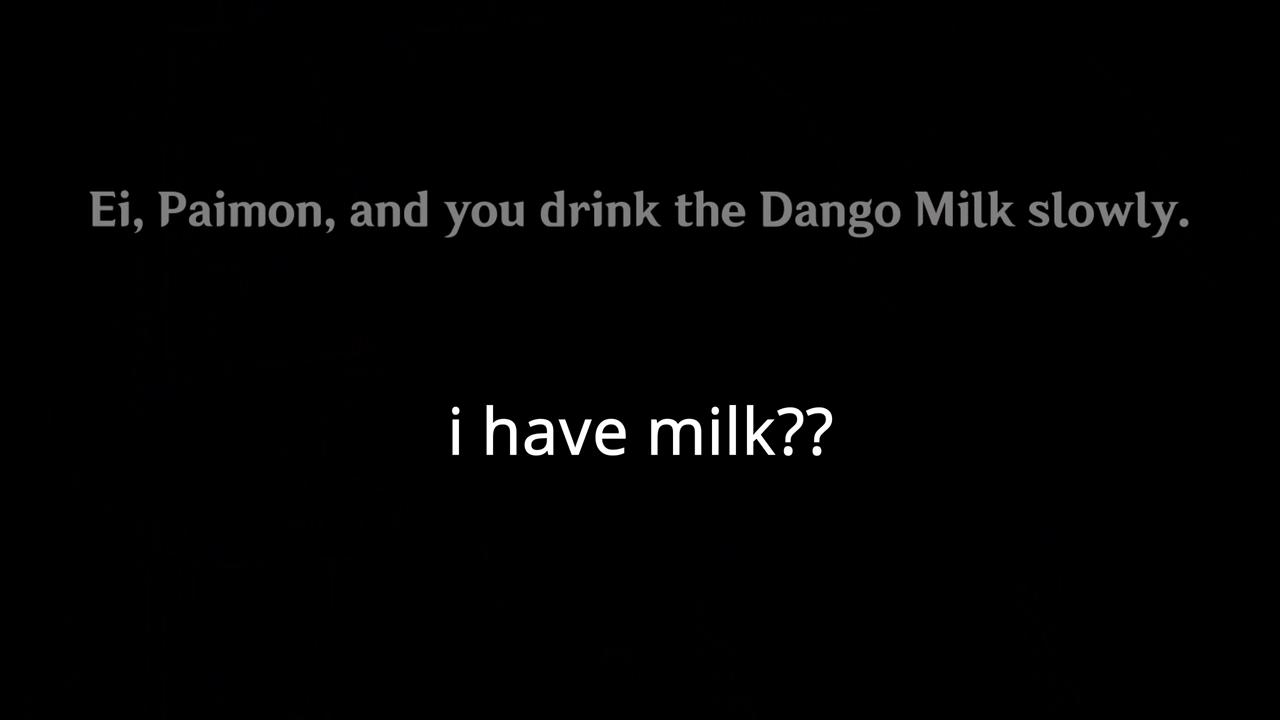 Ei, Paimon, and you drink the Dango Milk slowly.
i have milk??